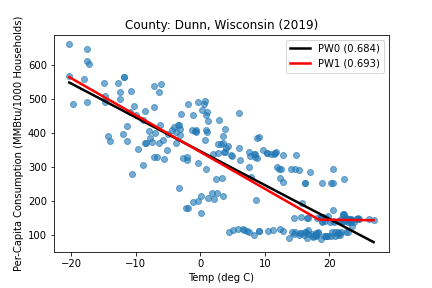 County: Dunn, Wisconsin (2019)
PW0 (0.684)
PW1 (0.693)
Per-Capita Consumption (MMBtu/1000 Households)
600
500
400
300
200
100
−20
−10
0
10
20
Temp (deg C)